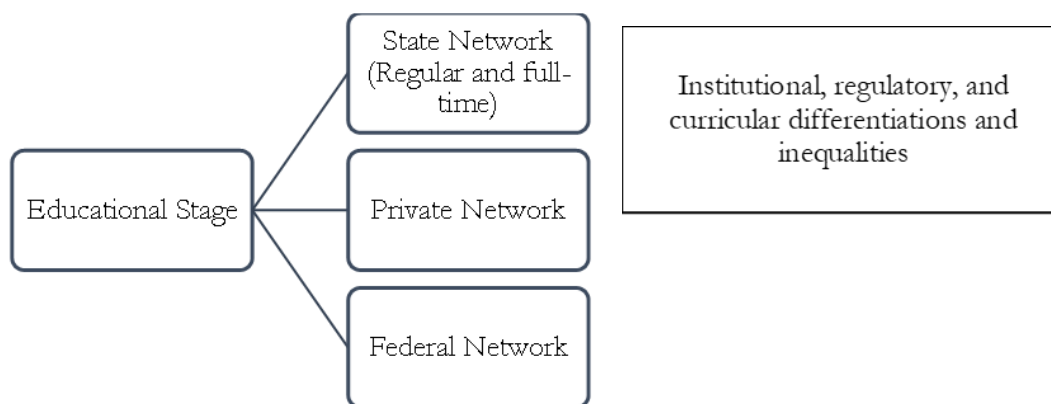 State Network
(Regular and full-
time)
Institutional, regulatory, and
curricular differentiations and
inequalities
Educational Stage
Private Network
Federal Network